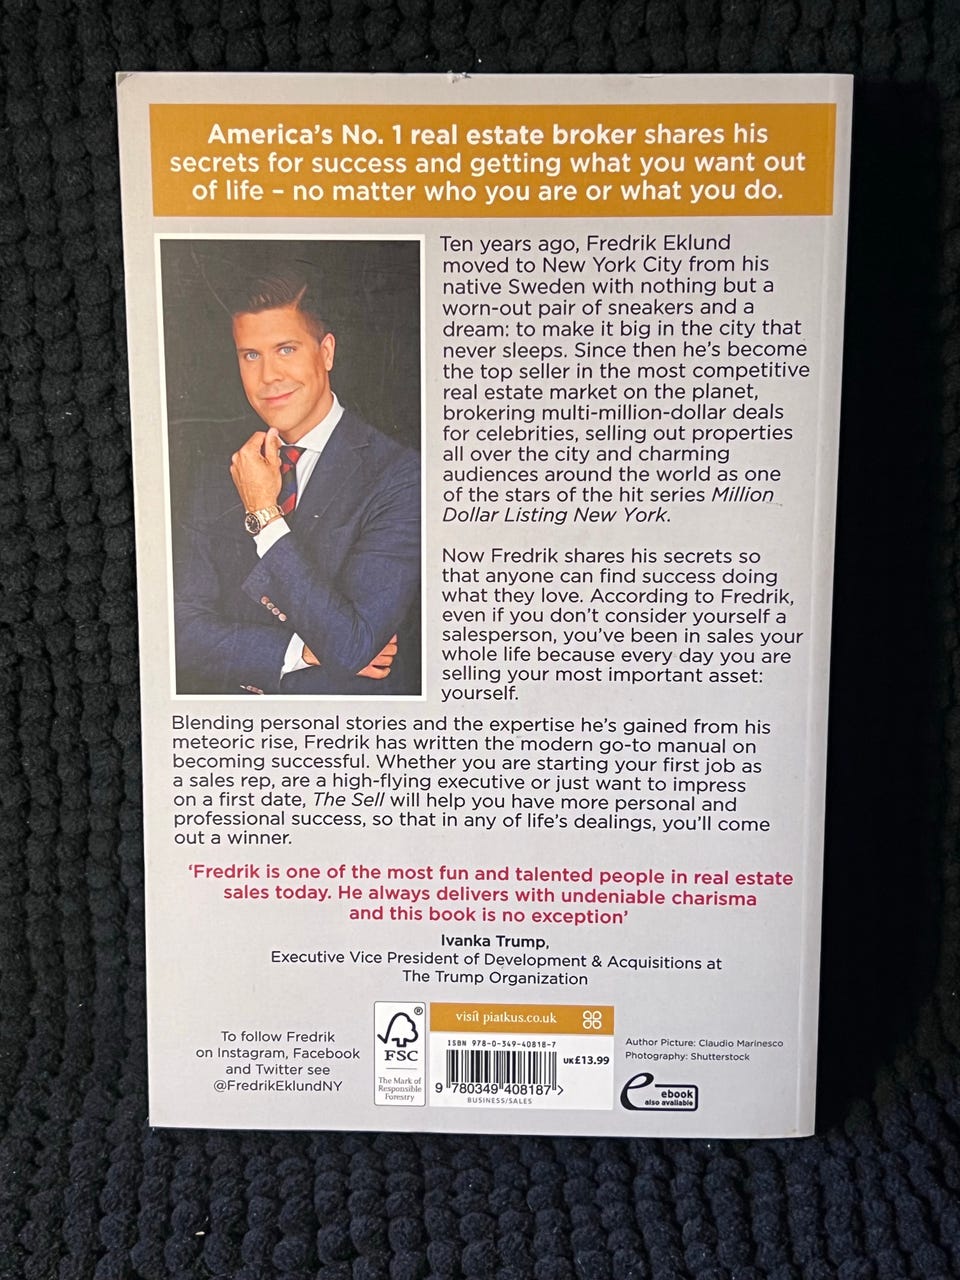 America's No. 1 real estate broker shares his
secrets for success and getting what you want out
of life – no matter who you are or what you do.
Ten years ago, Fredrik Eklund
moved to New York City from his
native Sweden with nothing but a
worn-out pair of sneakers and a
dream: to make it big in the city that
never sleeps. Since then he's become
the top seller in the most competitive
real estate market on the planet,
brokering multi-million-dollar deals
for celebrities, selling out properties
all over the city and charming
audiences around the world as one
of the stars of the hit series Million
Dollar Listing New York.
Now Fredrik shares his secrets so
that anyone can find success doing
what they love. According to Fredrik,
even if you don't consider yourself a
salesperson, you've been in sales your
whole life because every day you are
selling your most important asset:
yourself.
Blending personal stories and the expertise he's gained from his
meteoric rise, Fredrik has written the modern go-to manual on
becoming successful. Whether you are starting your first job as
a sales rep, are a high-flying executive or just want to impress
on a first date, The Sell will help you have more personal and
professional success, so that in any of life's dealings, you'll come
out a winner.
'Fredrik is one of the most fun and talented people in real estate
sales today. He always delivers with undeniable charisma
and this book is no exception'
Ivanka Trump,
Executive Vice President of Development & Acquisitions at
The Trump Organization
To follow Fredrik
on Instagram, Facebook
and Twitter see
@FredrikEklundNY
®
FSC
The Mark of
Responsible
Forestry
visit piatkus.co.uk
ISBN 978-0-349-40818-7
UK£13.99
9 780349 408187 >
BUSINESS/SALES
Author Picture: Claudio Marinesco
Photography: Shutterstock
e
ebook
also available